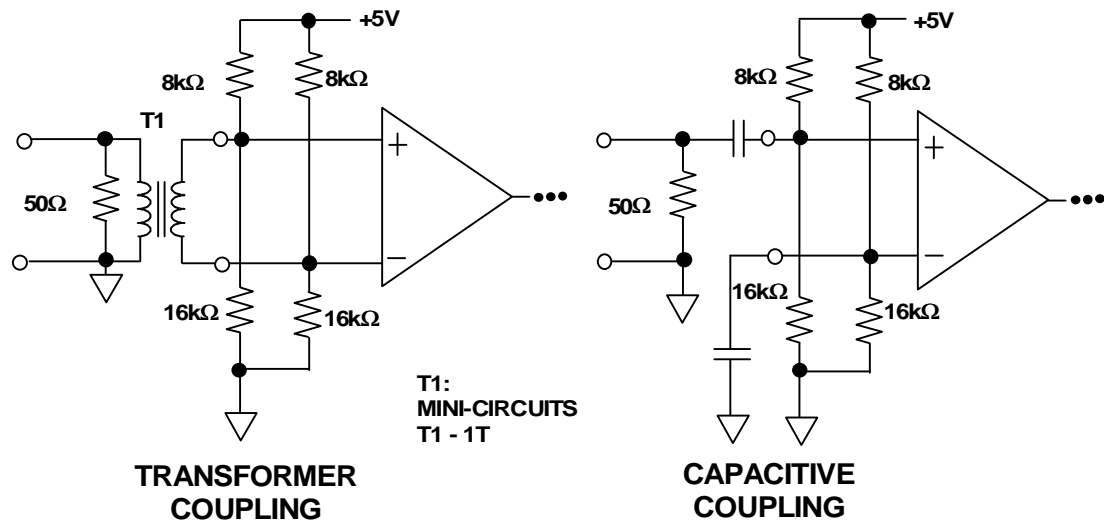 +5V
8kΩ
8kΩ
T1
+
50Ω
−
16kΩ
16kΩ
TRANSFORMER
COUPLING
T1:
MINI-CIRCUITS
T1 - 1T
+5V
8kΩ
8kΩ
+
50Ω
−
16kΩ
16kΩ
CAPACITIVE
COUPLING